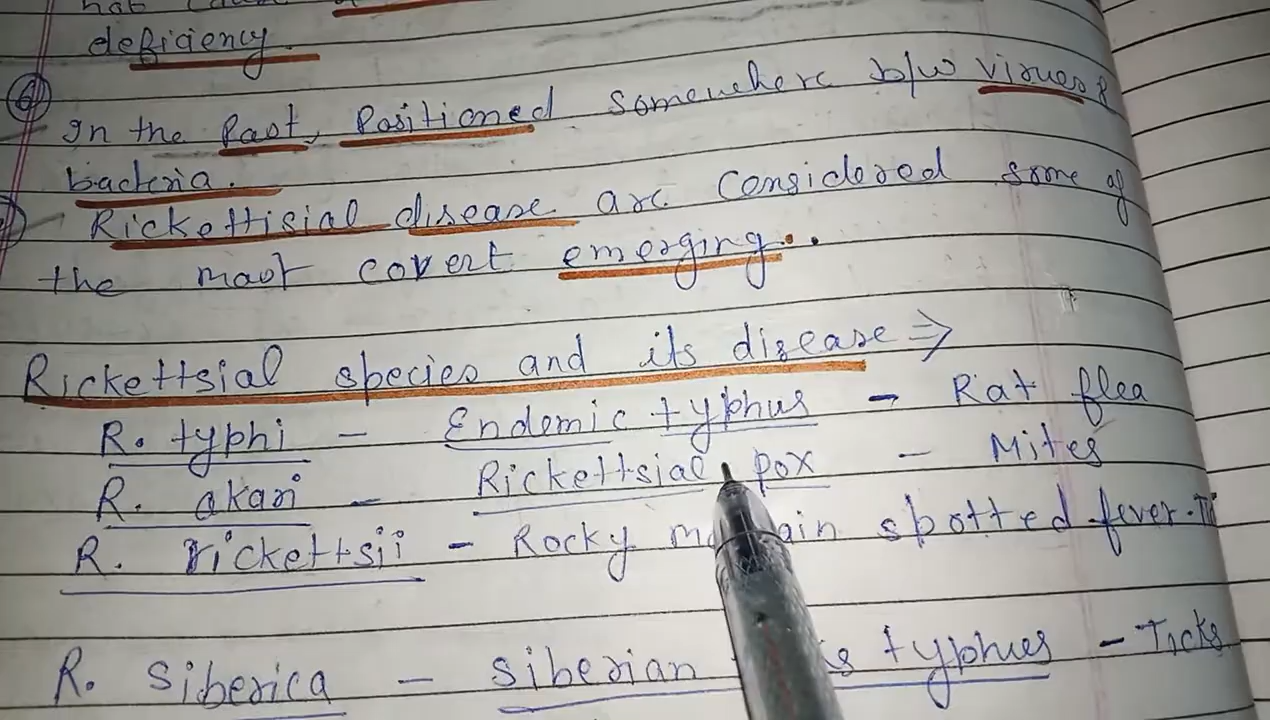 deficiency
6 In the Past, Positioned somewhere b/w viruses &
bacteria.
Rickettisial disease are considered some of
the most covert emerging..
Rickettsial species and its disease ⇒
R. typhi - Endemic typhus - Rat flea
R. akari - Rickettsial pox - Mites
R. rickettsii - Rocky spotted fever -
R. Siberica - Siberian typhus - Ticks